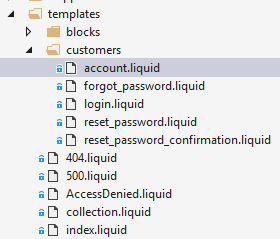 templates
blocks
customers
account.liquid
forgot_password.liquid
login.liquid
reset_password.liquid
reset_password_confirmation.liquid
404.liquid
500.liquid
AccessDenied.liquid
collection.liquid
index.liquid